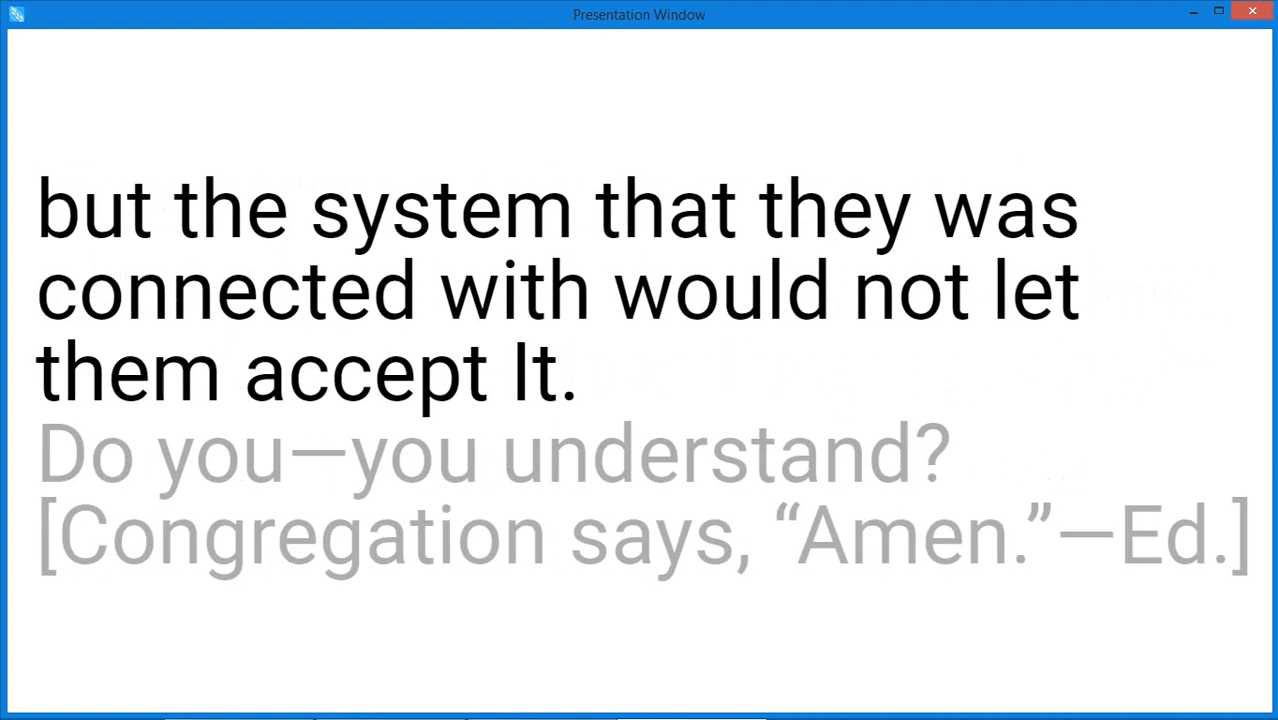 Presentation Window
but the system that they was
connected with would not let
them accept It.
Do you—you understand?
[Congregation says, “Amen.”—Ed.]